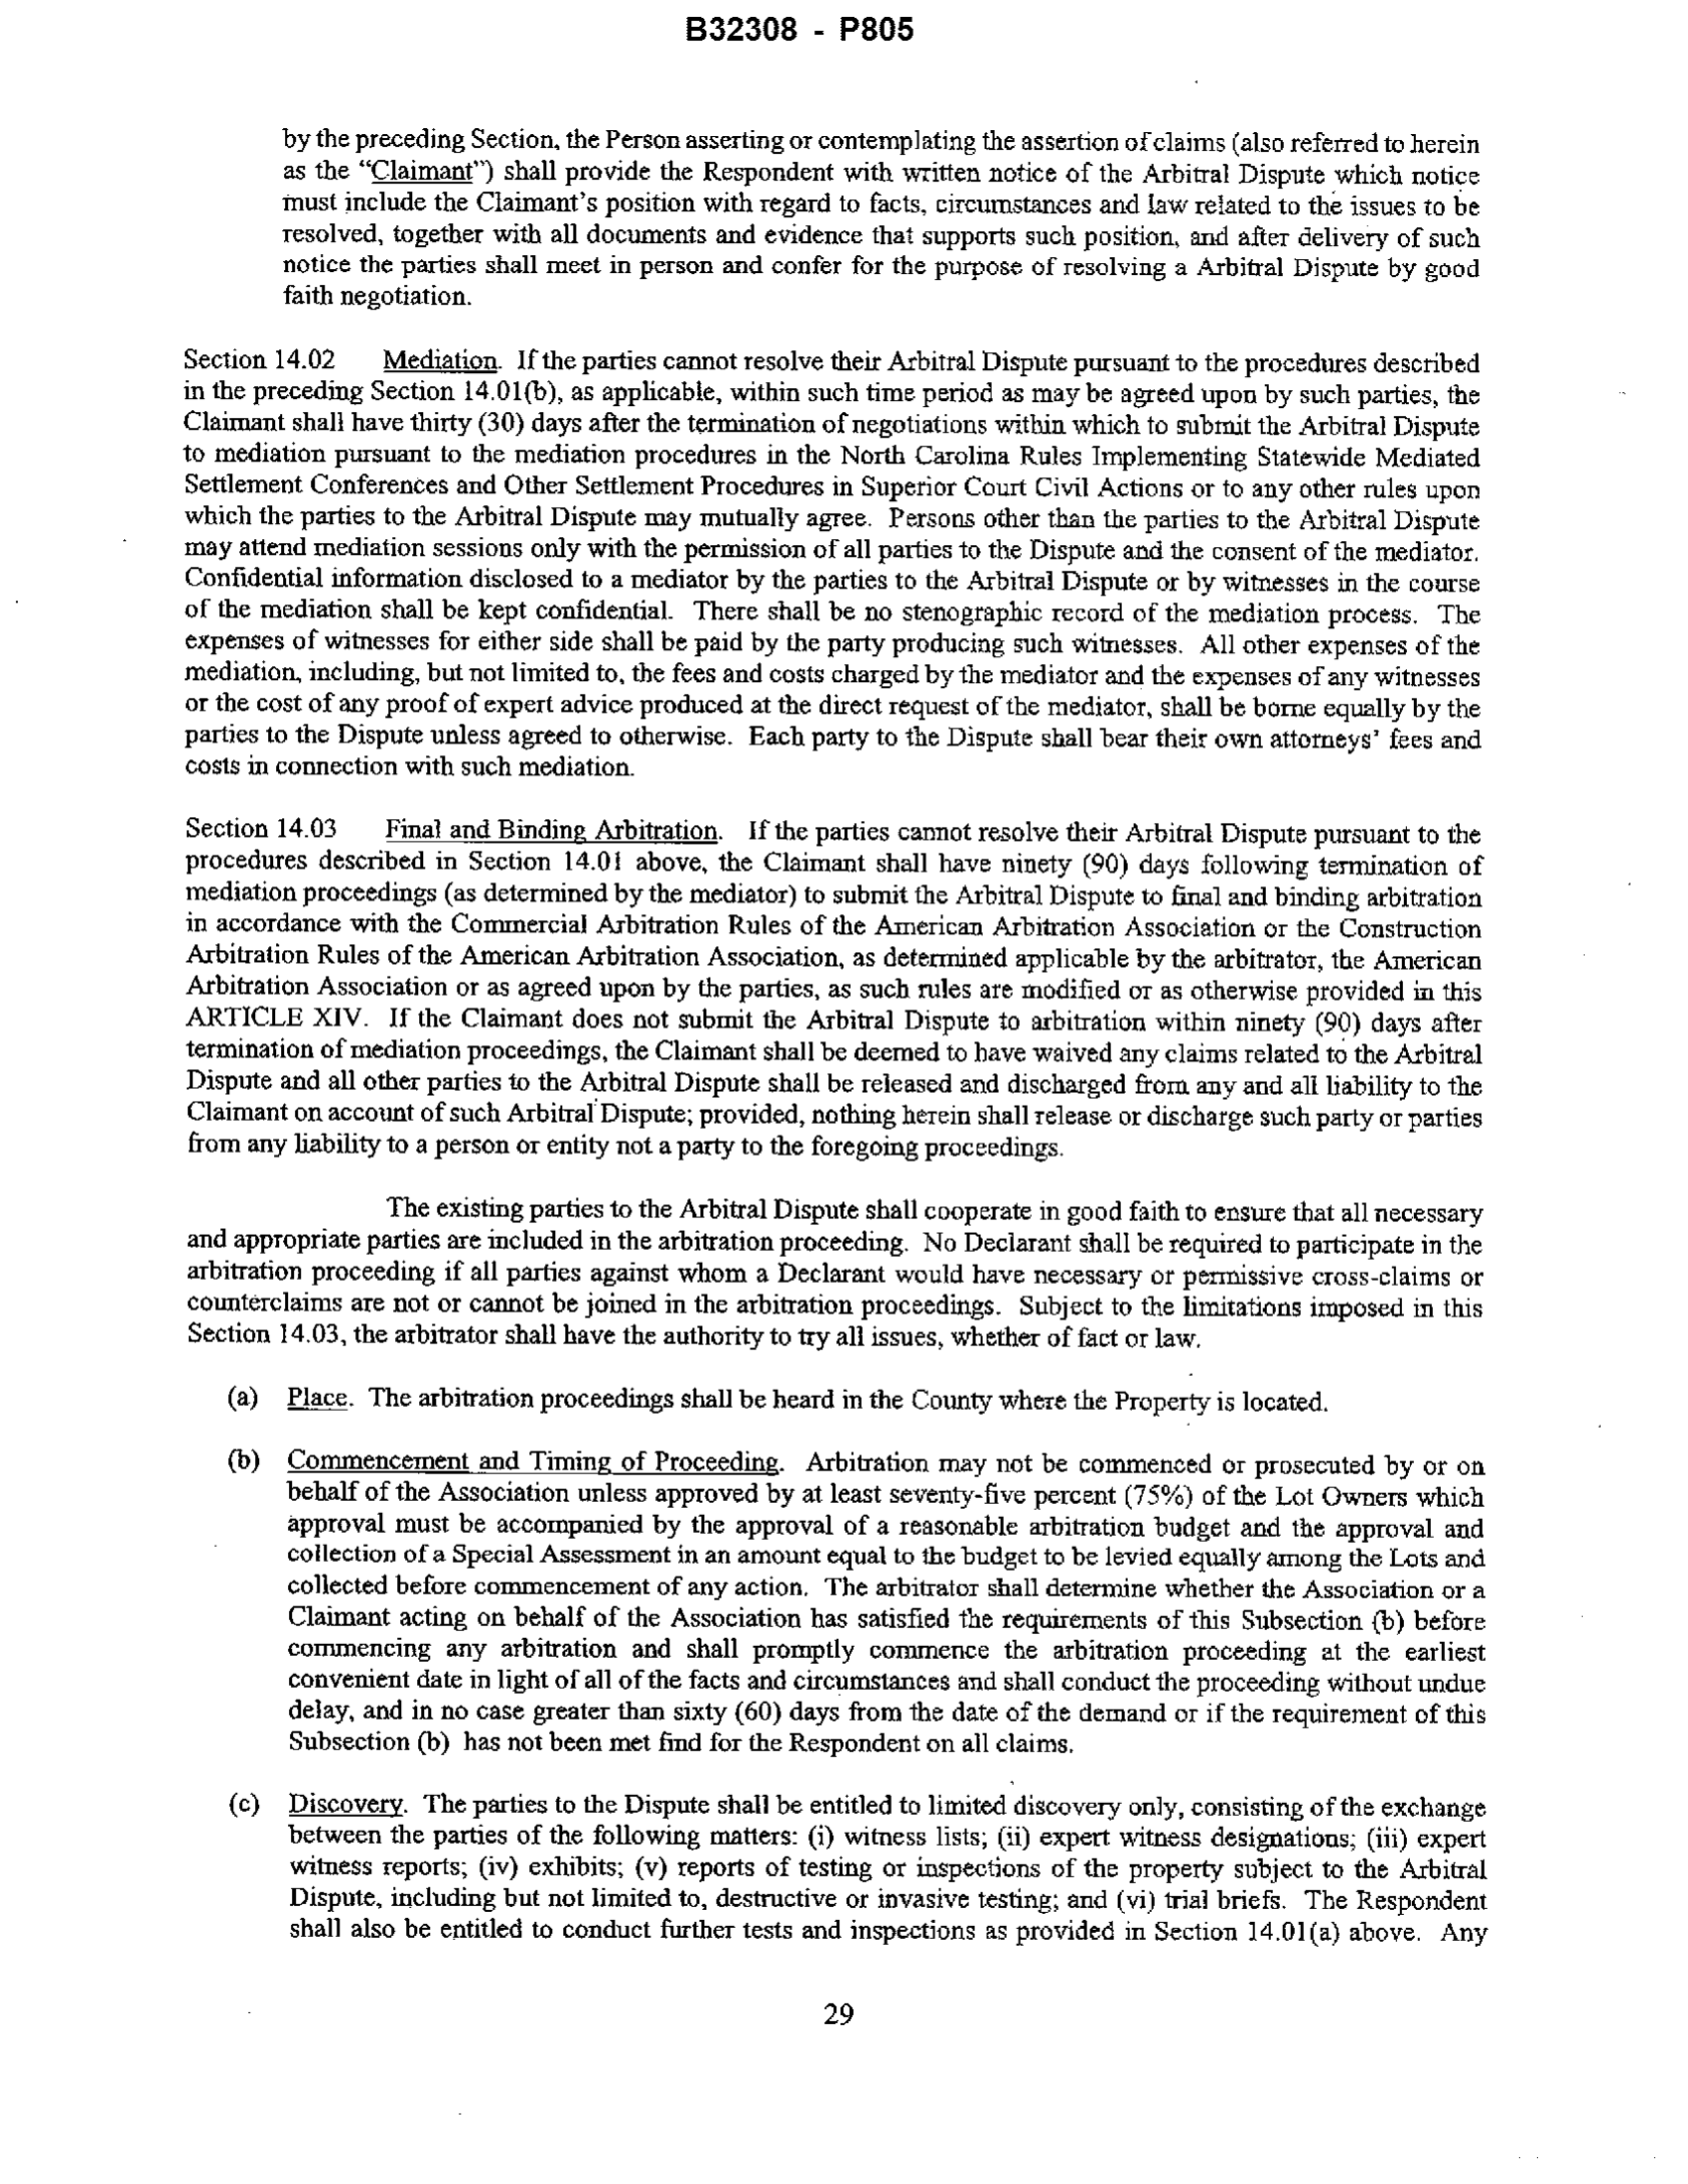 B32308 - P805
by the preceding Section, the Person asserting or contemplating the assertion of claims (also referred to herein
as the “Claimant”) shall provide the Respondent with written notice of the Arbitral Dispute which notice
must include the Claimant’s position with regard to facts, circumstances and law related to the issues to be
resolved, together with all documents and evidence that supports such position, and after delivery of such
notice the parties shall meet in person and confer for the purpose of resolving a Arbitral Dispute by good
faith negotiation.
Section 14.02 Mediation. If the parties cannot resolve their Arbitral Dispute pursuant to the procedures described
in the preceding Section 14.01(b), as applicable, within such time period as may be agreed upon by such parties, the
Claimant shall have thirty (30) days after the termination of negotiations within which to submit the Arbitral Dispute
to mediation pursuant to the mediation procedures in the North Carolina Rules Implementing Statewide Mediated
Settlement Conferences and Other Settlement Procedures in Superior Court Civil Actions or to any other rules upon
which the parties to the Arbitral Dispute may mutually agree. Persons other than the parties to the Arbitral Dispute
may attend mediation sessions only with the permission of all parties to the Dispute and the consent of the mediator.
Confidential information disclosed to a mediator by the parties to the Arbitral Dispute or by witnesses in the course
of the mediation shall be kept confidential. There shall be no stenographic record of the mediation process. The
expenses of witnesses for either side shall be paid by the party producing such witnesses. All other expenses of the
mediation, including, but not limited to, the fees and costs charged by the mediator and the expenses of any witnesses
or the cost of any proof of expert advice produced at the direct request of the mediator, shall be borne equally by the
parties to the Dispute unless agreed to otherwise. Each party to the Dispute shall bear their own attorneys’ fees and
costs in connection with such mediation.
Section 14.03 Final and Binding Arbitration. If the parties cannot resolve their Arbitral Dispute pursuant to the
procedures described in Section 14.01 above, the Claimant shall have ninety (90) days following termination of
mediation proceedings (as determined by the mediator) to submit the Arbitral Dispute to final and binding arbitration
in accordance with the Commercial Arbitration Rules of the American Arbitration Association or the Construction
Arbitration Rules of the American Arbitration Association, as determined applicable by the arbitrator, the American
Arbitration Association or as agreed upon by the parties, as such rules are modified or as otherwise provided in this
ARTICLE XIV. If the Claimant does not submit the Arbitral Dispute to arbitration within ninety (90) days after
termination of mediation proceedings, the Claimant shall be deemed to have waived any claims related to the Arbitral
Dispute and all other parties to the Arbitral Dispute shall be released and discharged from any and all liability to the
Claimant on account of such Arbitral Dispute; provided, nothing herein shall release or discharge such party or parties
from any liability to a person or entity not a party to the foregoing proceedings.
The existing parties to the Arbitral Dispute shall cooperate in good faith to ensure that all necessary
and appropriate parties are included in the arbitration proceeding. No Declarant shall be required to participate in the
arbitration proceeding if all parties against whom a Declarant would have necessary or permissive cross-claims or
counterclaims are not or cannot be joined in the arbitration proceedings. Subject to the limitations imposed in this
Section 14.03, the arbitrator shall have the authority to try all issues, whether of fact or law.
(a) Place. The arbitration proceedings shall be heard in the County where the Property is located.
(b) Commencement and Timing of Proceeding. Arbitration may not be commenced or prosecuted by or on
behalf of the Association unless approved by at least seventy-five percent (75%) of the Lot Owners which
approval must be accompanied by the approval of a reasonable arbitration budget and the approval and
collection of a Special Assessment in an amount equal to the budget to be levied equally among the Lots and
collected before commencement of any action. The arbitrator shall determine whether the Association or a
Claimant acting on behalf of the Association has satisfied the requirements of this Subsection (b) before
commencing any arbitration and shall promptly commence the arbitration proceeding at the earliest
convenient date in light of all of the facts and circumstances and shall conduct the proceeding without undue
delay, and in no case greater than sixty (60) days from the date of the demand or if the requirement of this
Subsection (b) has not been met find for the Respondent on all claims.
(c) Discovery. The parties to the Dispute shall be entitled to limited discovery only, consisting of the exchange
between the parties of the following matters: (i) witness lists; (ii) expert witness designations; (iii) expert
witness reports; (iv) exhibits; (v) reports of testing or inspections of the property subject to the Arbitral
Dispute, including but not limited to, destructive or invasive testing; and (vi) trial briefs. The Respondent
shall also be entitled to conduct further tests and inspections as provided in Section 14.01(a) above. Any
29